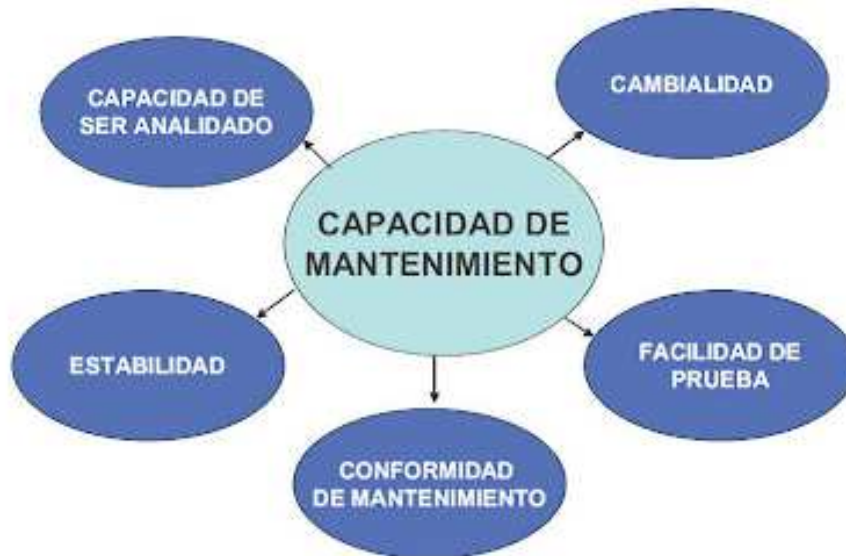 CAPACIDAD DE
SER ANALIDADO
CAMBIALIDAD
CAPACIDAD DE
MANTENIMIENTO
ESTABILIDAD
FACILIDAD DE
PRUEBA
CONFORMIDAD
DE MANTENIMIENTO